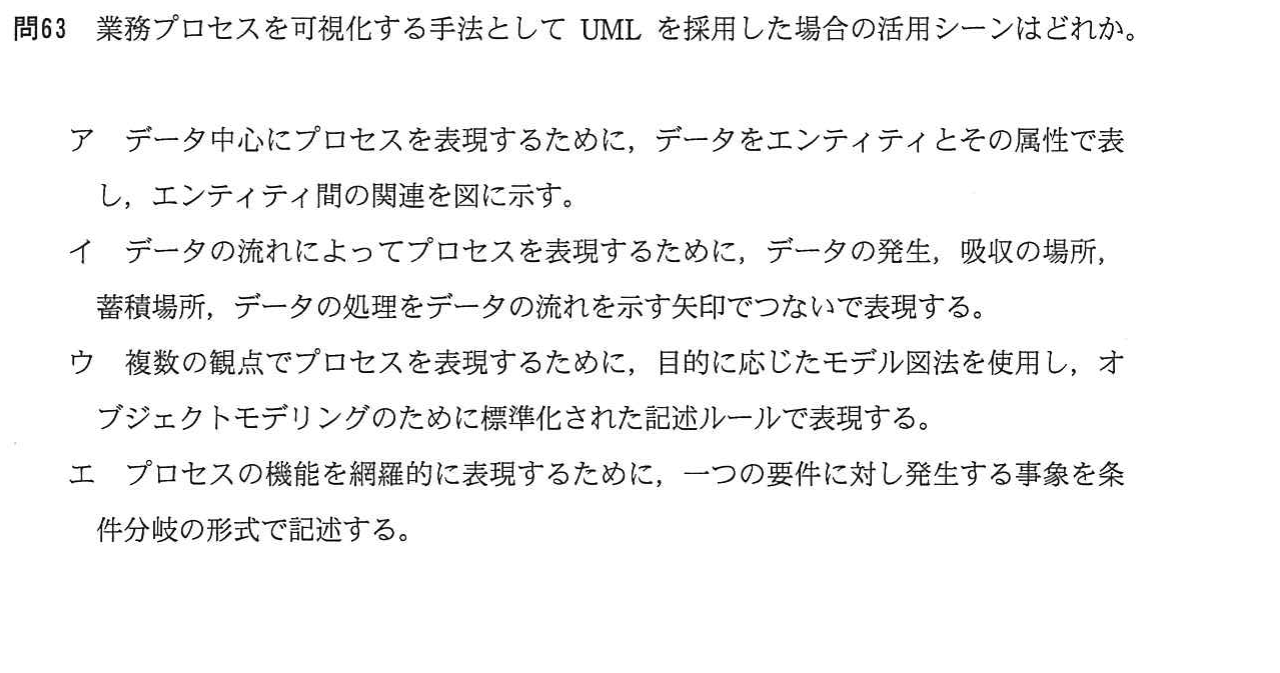 問63 業務プロセスを可視化する手法として UML を採用した場合の活用シーンはどれか。
ア データ中心にプロセスを表現するために，データをエンティティとその属性で表
し，エンティティ間の関連を図に示す。
イ データの流れによってプロセスを表現するために，データの発生，吸収の場所，
蓄積場所，データの処理をデータの流れを示す矢印でつないで表現する。
ウ 複数の観点でプロセスを表現するために，目的に応じたモデル図法を使用し，オ
ブジェクトモデリングのために標準化された記述ルールで表現する。
エ プロセスの機能を網羅的に表現するために，一つの要件に対し発生する事象を条
件分岐の形式で記述する。